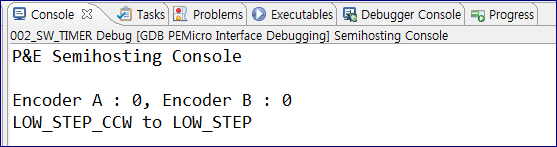 Console Tasks Problems Executables Debugger Console Progress
002_SW_TIMER Debug [GDB PEMicro Interface Debugging] Semihosting Console
P&E Semihosting Console
Encoder A : 0, Encoder B : 0
LOW_STEP_CCW to LOW_STEP